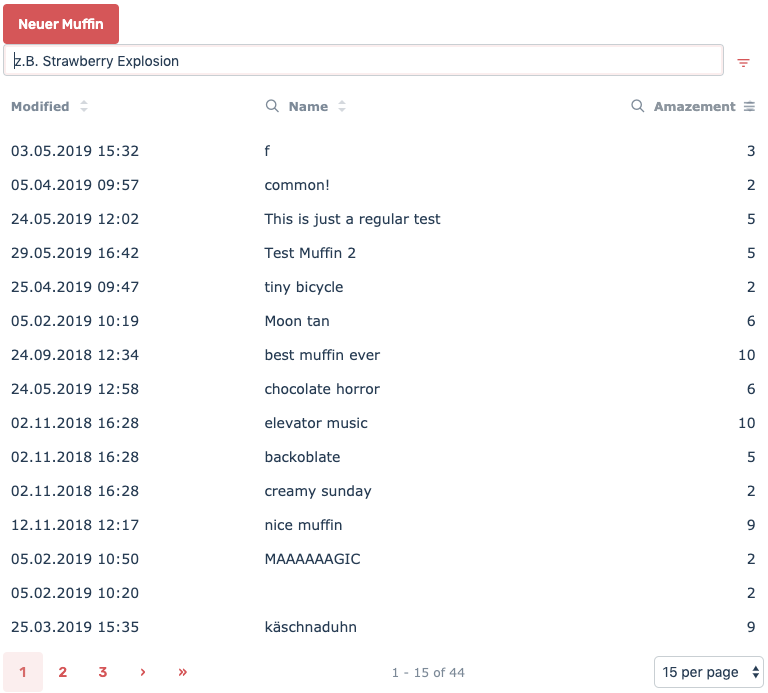 Neuer Muffin
z.B. Strawberry Explosion
Modified Name Amazement
03.05.2019 15:32 f 3
05.04.2019 09:57 common! 2
24.05.2019 12:02 This is just a regular test 5
29.05.2019 16:42 Test Muffin 2 5
25.04.2019 09:47 tiny bicycle 2
05.02.2019 10:19 Moon tan 6
24.09.2018 12:34 best muffin ever 10
24.05.2019 12:58 chocolate horror 6
02.11.2018 16:28 elevator music 10
02.11.2018 16:28 backoblate 5
02.11.2018 16:28 creamy sunday 2
12.11.2018 12:17 nice muffin 9
05.02.2019 10:50 MAAAAAAGIC 2
05.02.2019 10:20 2
25.03.2019 15:35 käschnaduhn 9
1 2 3 › » 1 - 15 of 44 15 per page